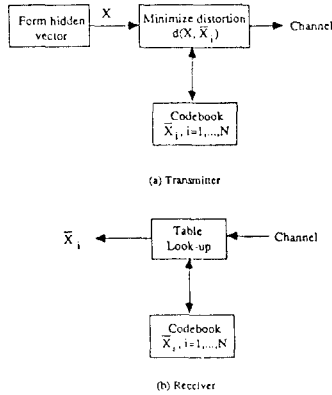 Form hidden
vector
X
Minimize distortion
d(X, X̄ i)
Channel
Codebook
X̄ i, i=1,...,N
(a) Transmitter
X̄ i
Table
Look-up
Channel
Codebook
X̄ i, i=1,...,N
(b) Receiver